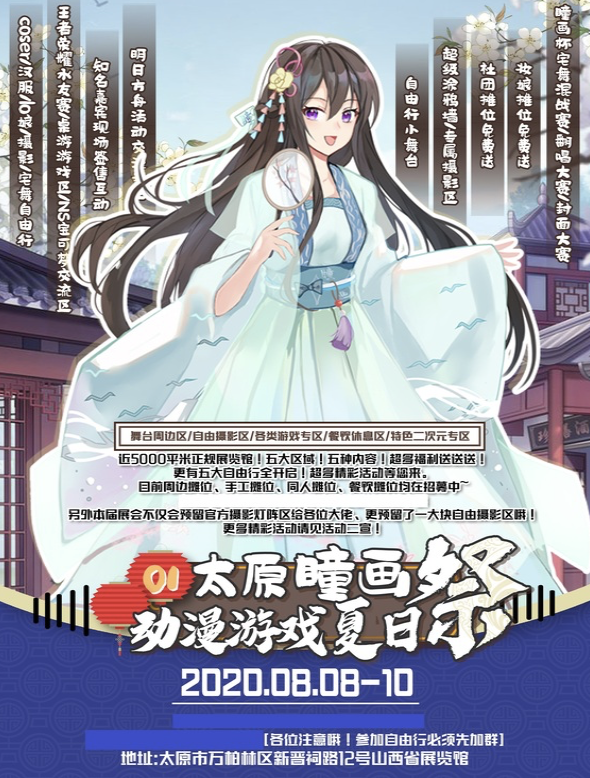 瞳画杯宅舞混战赛/翻唱大赛/封面大赛
妆娘摊位免费送
社团摊位免费送
超级涂鸦墙/专属摄影区
自由行小舞台
明日方舟活动交
知名嘉宾现场签售互动
王者荣耀水友赛/桌游游戏区/NS宝可梦交流区
coser/汉服/lo娘/摄影/宅舞自由行
舞台周边区/自由摄影区/各类游戏专区/餐饮休息区/特色二次元专区
近5000平米正规展览馆！五大区域！五种内容！超多福利送送送！
更有五大自由行全开启！超多精彩活动等您来。
目前周边摊位、手工摊位、同人摊位、餐饮摊位均在招募中~
另外本届展会不仅会预留官方摄影灯阵区给各位大佬、更预留了一大块自由摄影区哦！
更多精彩活动请见活动二宣！
01 太原瞳画祭
动漫游戏夏日
2020.08.08-10
【各位注意哦！参加自由行必须先加群】
地址:太原市万柏林区新晋祠路12号山西省展览馆